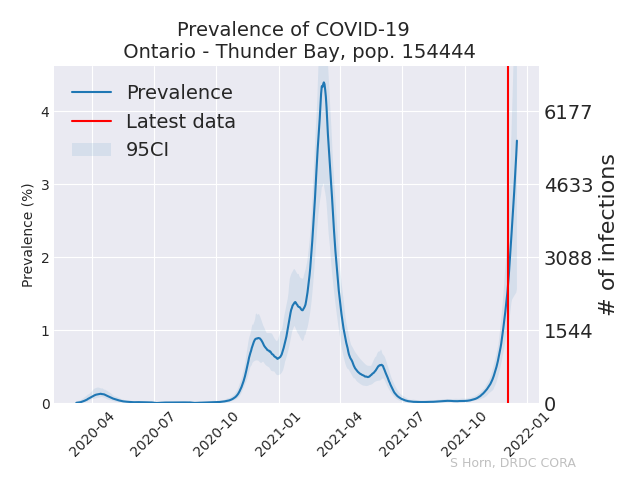 Prevalence of COVID-19
Ontario - Thunder Bay, pop. 154444
Prevalence
Latest data
95CI
Prevalence (%)
4
3
2
1
0
6177
4633
3088
1544
0
# of infections
2020-04
2020-07
2020-10
2021-01
2021-04
2021-07
2021-10
2022-01
S Horn, DRDC CORA